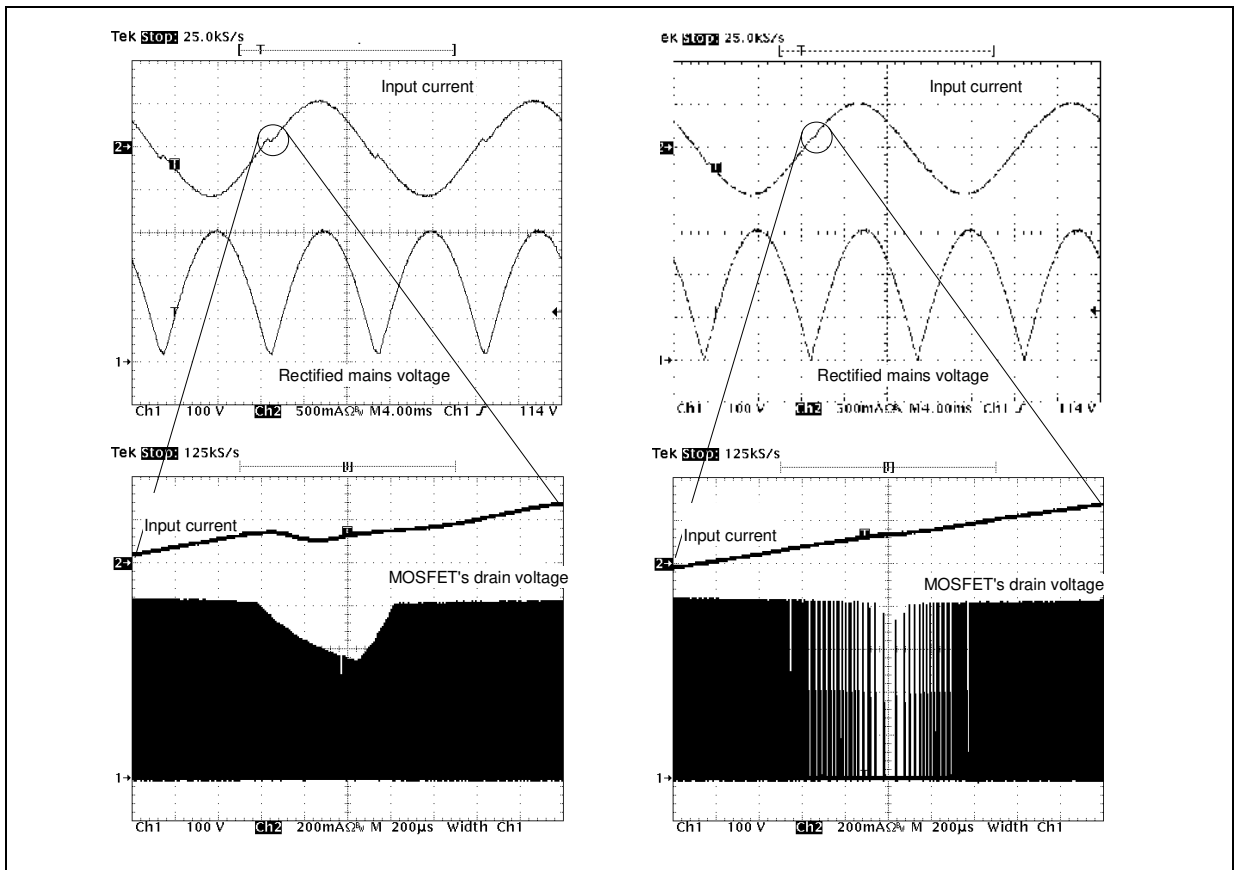 Tek Stop: 25.0kS/s
Input current
2→
T
T
1→
Rectified mains voltage
Ch1 100 V Ch2 500mAΩ M4.00ms Ch1 114 V
eK Stop: 25.0kS/s
Input current
2→
T
1→
Rectified mains voltage
Ch1 100 V Ch2 500mAΩ M4.00ms Ch1 114 V
Tek Stop: 125kS/s
Input current
T
2→
MOSFET's drain voltage
1→
Ch1 100 V Ch2 200mAΩ M 200µs Width Ch1
Tek Stop: 125kS/s
Input current
T
2→
MOSFET's drain voltage
1→
Ch1 100 V Ch2 200mAΩ M 200µs Width Ch1